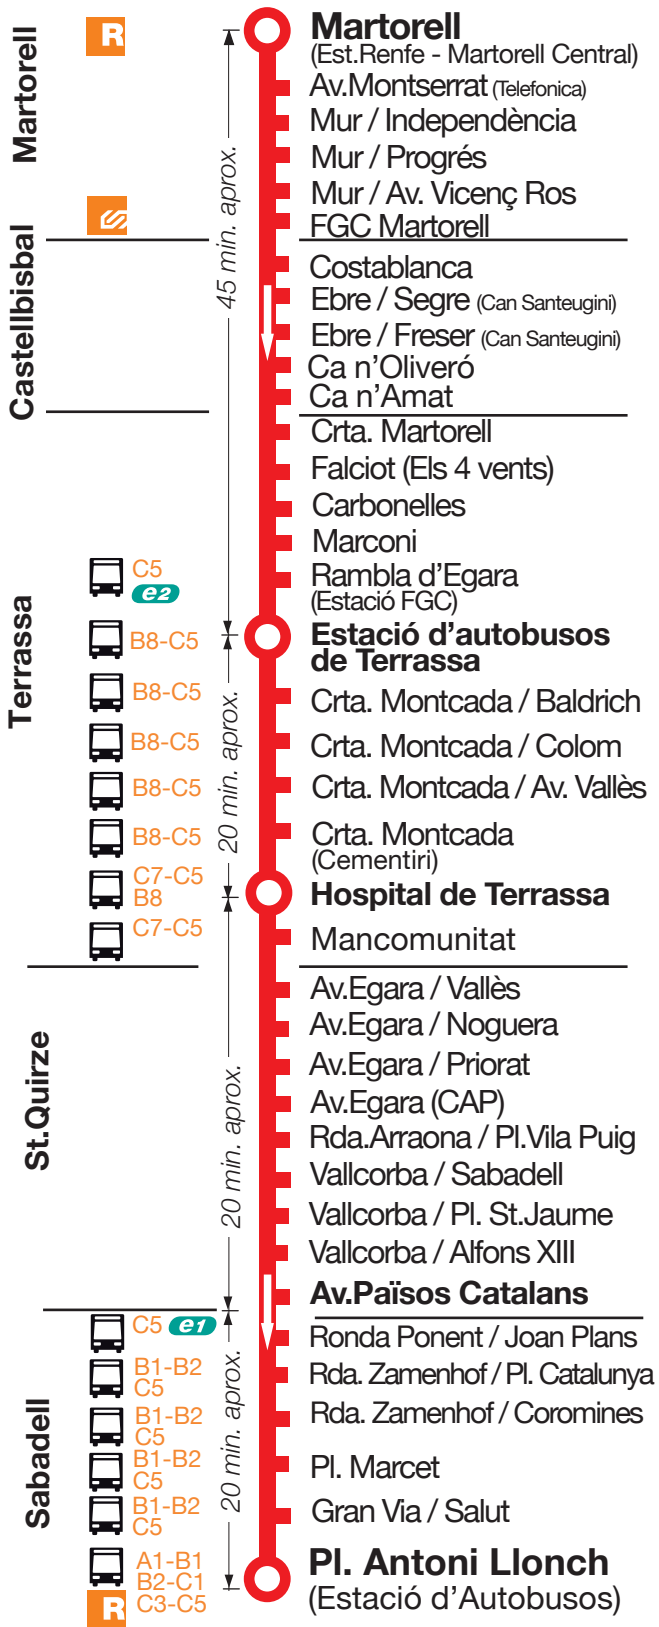 Martorell
R
Martorell
(Est.Renfe - Martorell Central)
Av.Montserrat (Telefonica)
Mur / Independència
Mur / Progrés
Mur / Av. Vicenç Ros
FGC Martorell
45 min. aprox.
Castellbisbal
Costablanca
Ebre / Segre (Can Santeugini)
Ebre / Freser (Can Santeugini)
Ca n'Oliveró
Ca n'Amat
Terrassa
Crta. Martorell
Falciot (Els 4 vents)
Carbonelles
Marconi
C5
e2
Rambla d'Egara
(Estació FGC)
B8-C5
Estació d'autobusos
de Terrassa
20 min. aprox.
B8-C5
Crta. Montcada / Baldrich
B8-C5
Crta. Montcada / Colom
B8-C5
Crta. Montcada / Av. Vallès
B8-C5
Crta. Montcada
(Cementiri)
C7-C5
B8
Hospital de Terrassa
C7-C5
Mancomunitat
St.Quirze
20 min. aprox.
Av.Egara / Vallès
Av.Egara / Noguera
Av.Egara / Priorat
Av.Egara (CAP)
Rda.Arraona / Pl.Vila Puig
Vallcorba / Sabadell
Vallcorba / Pl. St.Jaume
Vallcorba / Alfons XIII
Av.Països Catalans
Sabadell
20 min. aprox.
C5 e1
Ronda Ponent / Joan Plans
B1-B2
C5
Rda. Zamenhof / Pl. Catalunya
B1-B2
C5
Rda. Zamenhof / Coromines
B1-B2
C5
Pl. Marcet
B1-B2
C5
Gran Via / Salut
A1-B1
B2-C1
C3-C5
R
Pl. Antoni Llonch
(Estació d'Autobusos)